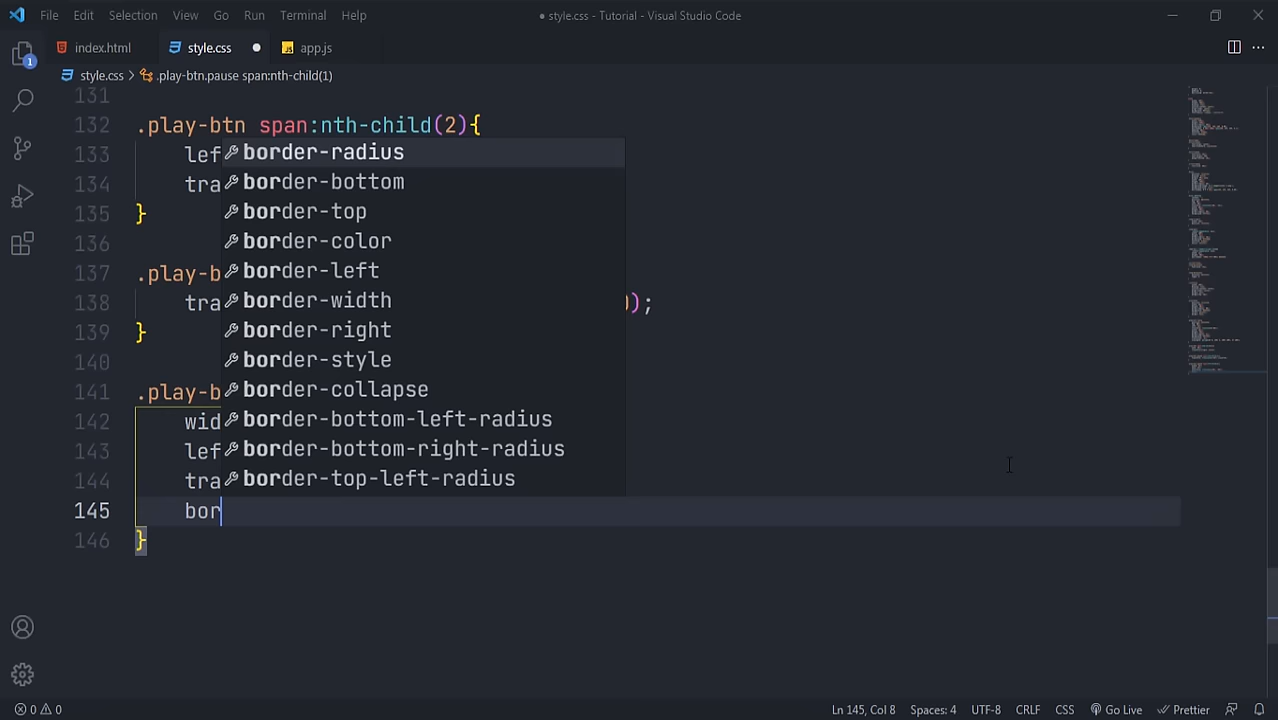 File Edit Selection View Go Run Terminal Help
● style.css - Tutorial - Visual Studio Code
index.html style.css ● JS app.js
style.css > .play-btn.pause span:nth-child(1)
1
131
132 .play-btn span:nth-child(2){
133 lef
134 tra
135 }
136
137 .play-b
138 tra );
139 }
140
141 .play-b
142 wid
143 lef
144 tra
145 bor
146 }
border-radius
border-bottom
border-top
border-color
border-left
border-width
border-right
border-style
border-collapse
border-bottom-left-radius
border-bottom-right-radius
border-top-left-radius
0 0 Ln 145, Col 8 Spaces: 4 UTF-8 CRLF CSS Go Live Prettier